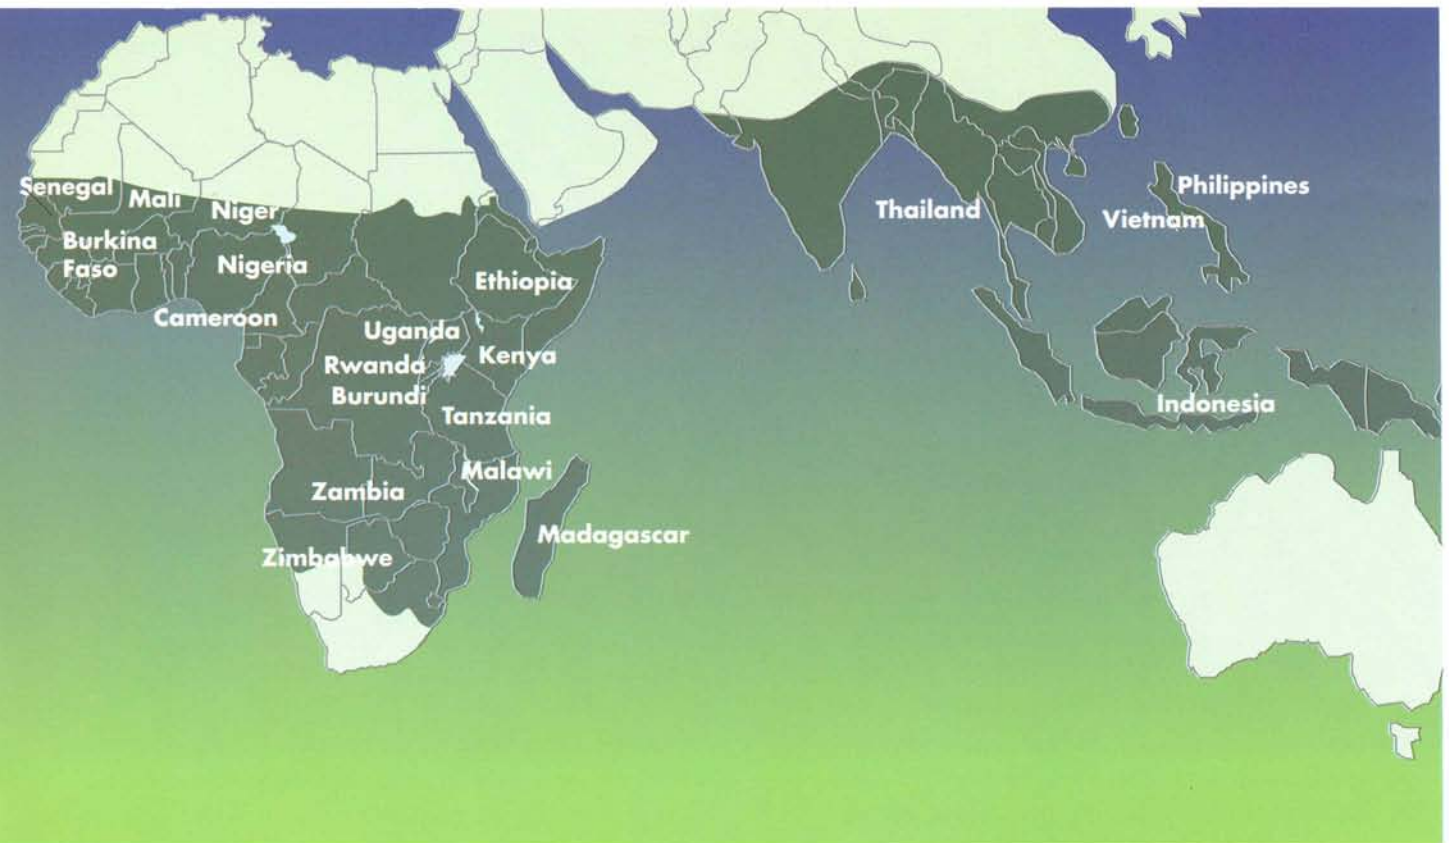 Senegal
Mali
Niger
Burkina
Faso
Nigeria
Cameroon
Ethiopia
Uganda
Rwanda
Kenya
Burundi
Tanzania
Malawi
Zambia
Madagascar
Zimbabwe
Thailand
Philippines
Vietnam
Indonesia